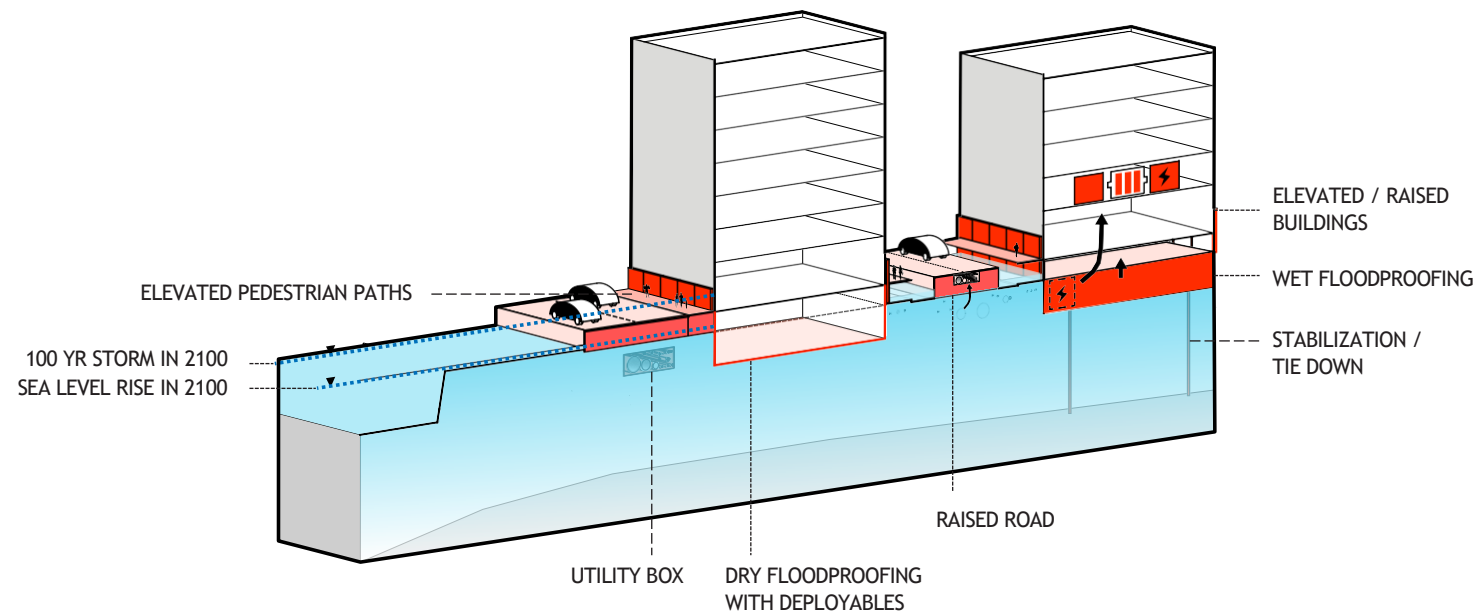 ELEVATED PEDESTRIAN PATHS
100 YR STORM IN 2100
SEA LEVEL RISE IN 2100
ELEVATED / RAISED
BUILDINGS
WET FLOODPROOFING
STABILIZATION /
TIE DOWN
RAISED ROAD
UTILITY BOX
DRY FLOODPROOFING
WITH DEPLOYABLES